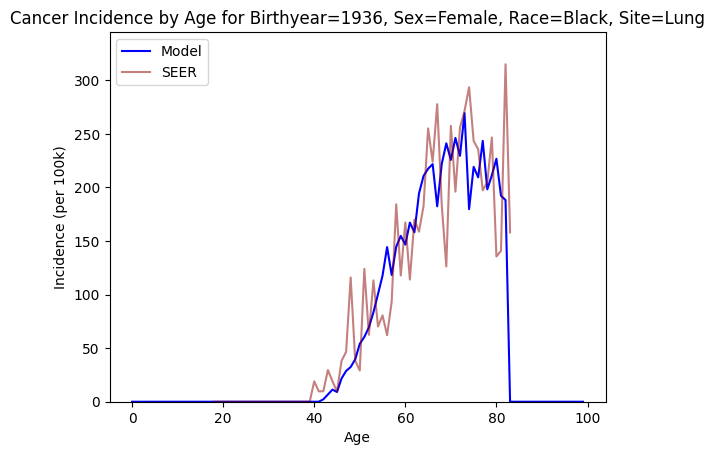 Cancer Incidence by Age for Birthyear=1936, Sex=Female, Race=Black, Site=Lung
Model
SEER
Incidence (per 100k)
300
250
200
150
100
50
0
0 20 40 60 80 100
Age